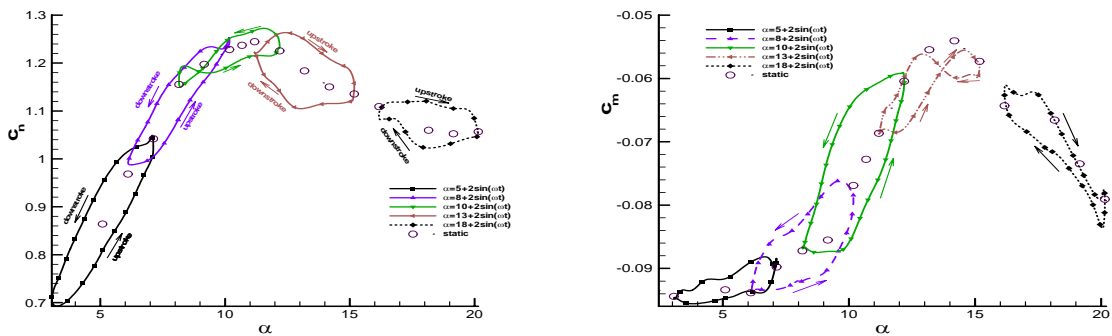 1.3
1.2
1.1
1
0.9
0.8
0.7
c_n
5
10
15
20
α
upstroke
downstroke
downstroke
upstroke
upstroke
downstroke
downstroke
upstroke
α=5+2sin(ωt)
α=8+2sin(ωt)
α=10+2sin(ωt)
α=13+2sin(ωt)
α=18+2sin(ωt)
static
-0.05
-0.06
-0.07
-0.08
-0.09
c_m
5
10
15
20
α
α=5+2sin(ωt)
α=8+2sin(ωt)
α=10+2sin(ωt)
α=13+2sin(ωt)
α=18+2sin(ωt)
static